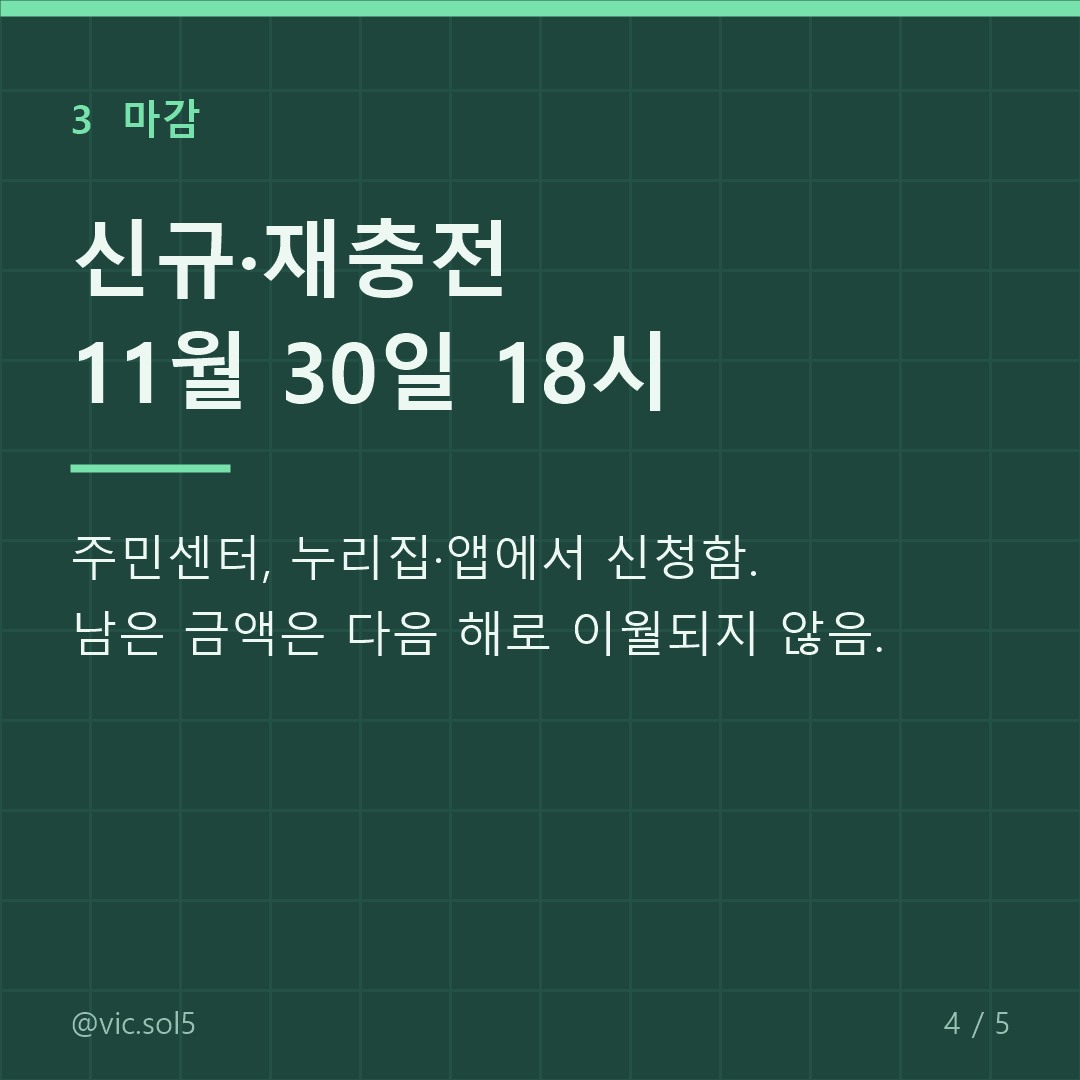 3 마감
신규·재충전
11월 30일 18시
주민센터, 누리집·앱에서 신청함.
남은 금액은 다음 해로 이월되지 않음.
@vic.sol5
4 / 5